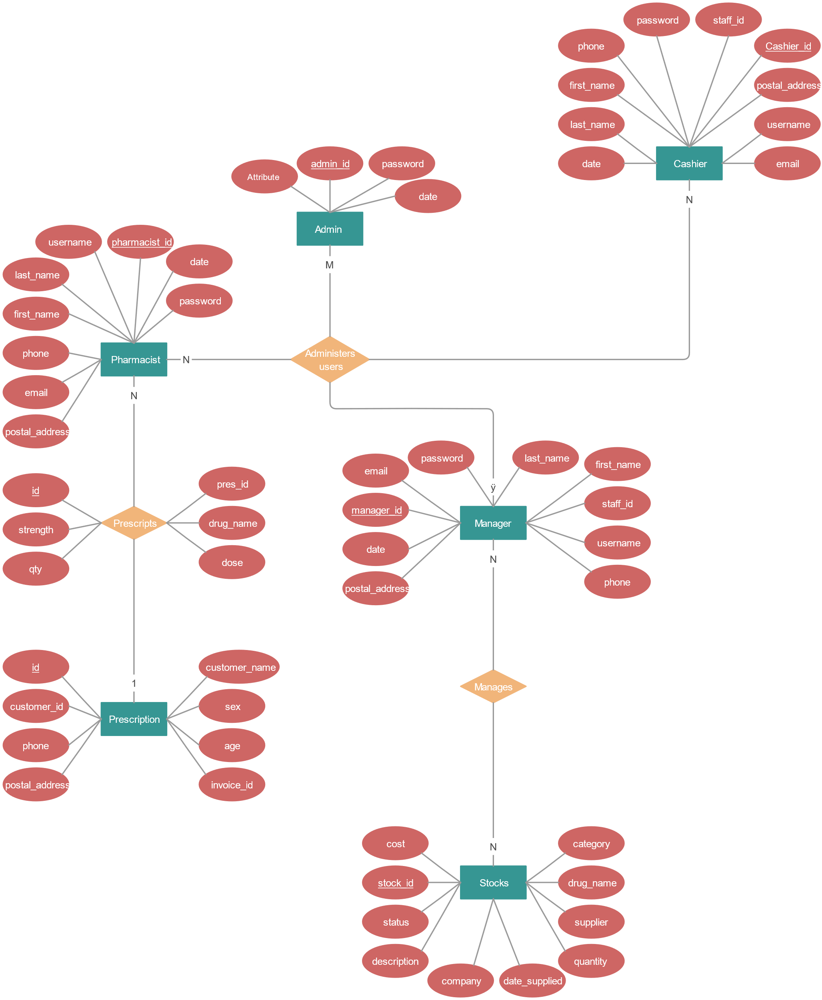 password
staff_id
phone
Cashier_id
first_name
postal_address
last_name
username
date
Cashier
email
N
Attribute
admin_id
password
date
Admin
M
username
pharmacist_id
date
last_name
password
first_name
phone
Pharmacist
N
Administers
users
email
N
postal_address
email
password
last_name
first_name
ÿ
manager_id
Manager
staff_id
date
N
username
postal_address
phone
id
pres_id
strength
Prescripts
drug_name
qty
dose
id
customer_name
1
customer_id
sex
Prescription
phone
age
postal_address
invoice_id
Manages
N
cost
category
stock_id
Stocks
drug_name
status
supplier
description
quantity
company
date_supplied